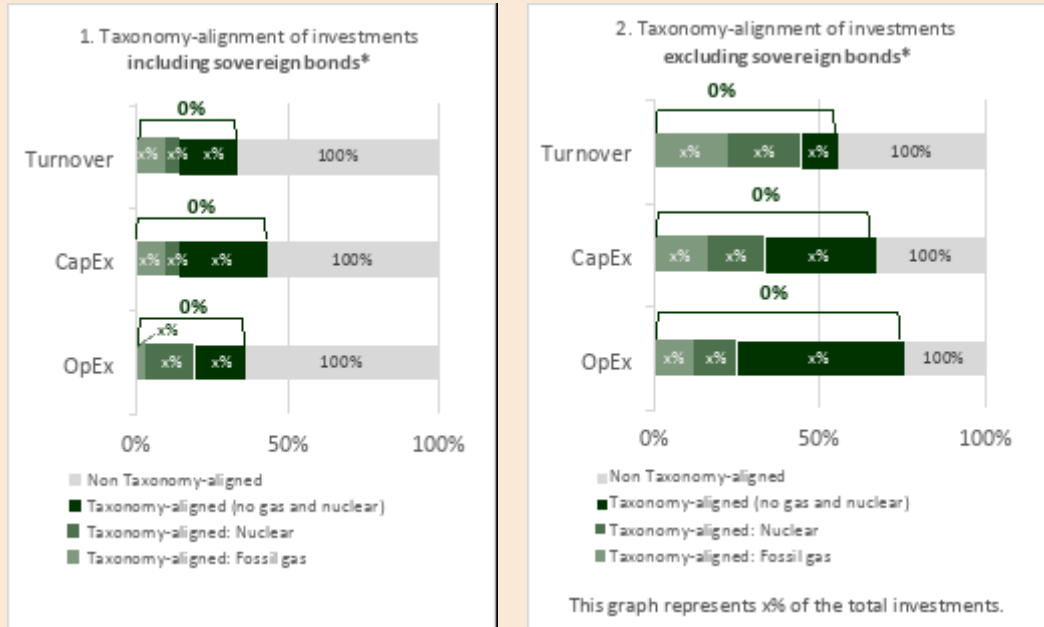 1. Taxonomy-alignment of investments
including sovereign bonds*
0%
Turnover x% x% x% 100%
0%
CapEx x% x% x% 100%
0%
x%
OpEx x% x% 100%
0% 50% 100%
Non Taxonomy-aligned
Taxonomy-aligned (no gas and nuclear)
Taxonomy-aligned: Nuclear
Taxonomy-aligned: Fossil gas
2. Taxonomy-alignment of investments
excluding sovereign bonds*
0%
Turnover x% x% x% 100%
0%
CapEx x% x% x% 100%
0%
OpEx x% x% x% 100%
0% 50% 100%
Non Taxonomy-aligned
Taxonomy-aligned (no gas and nuclear)
Taxonomy-aligned: Nuclear
Taxonomy-aligned: Fossil gas
This graph represents x% of the total investments.